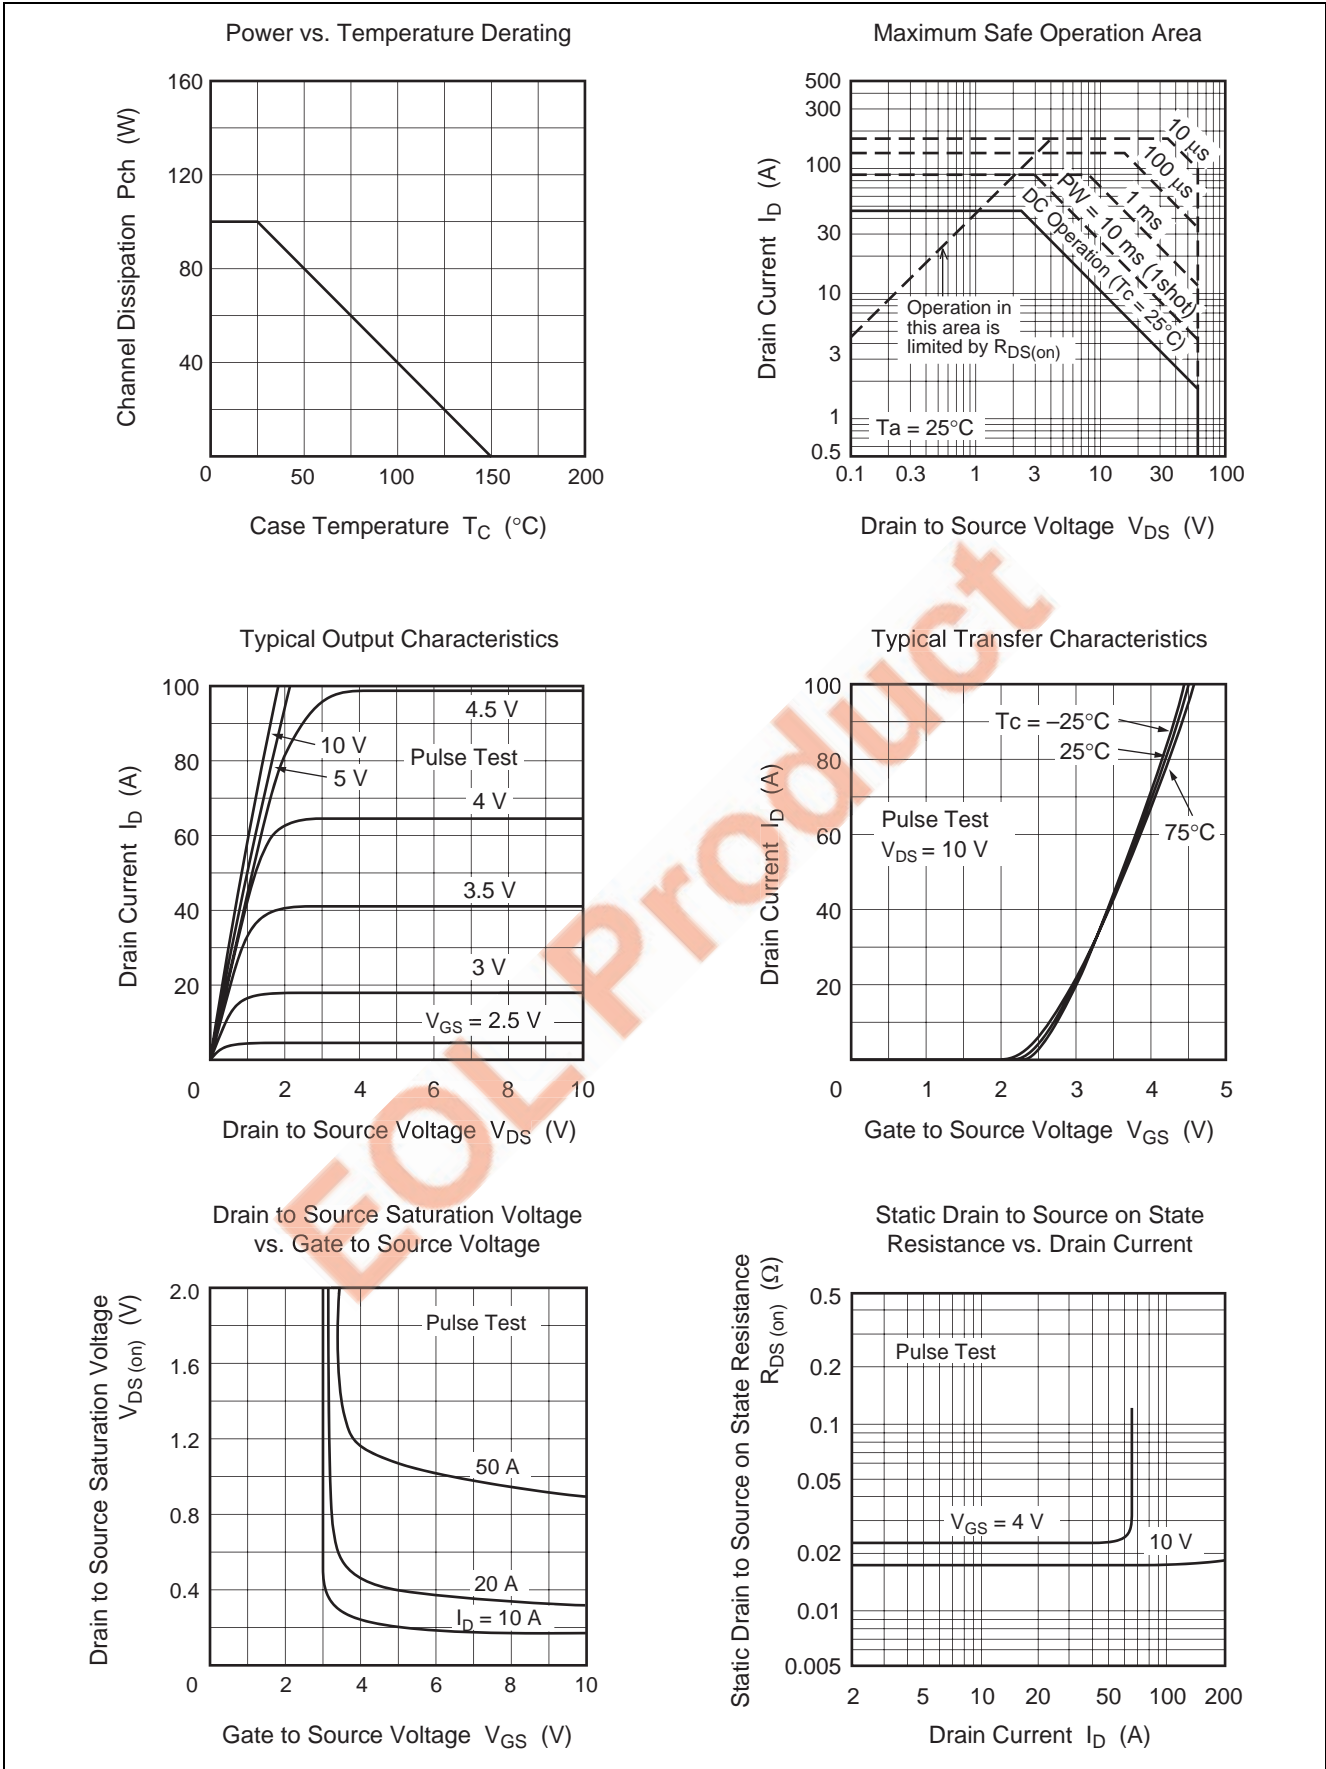 Power vs. Temperature Derating
Channel Dissipation Pch (W)
160
120
80
40
0
50
100
150
200
Case Temperature TC (°C)
Maximum Safe Operation Area
Drain Current ID (A)
500
300
100
30
10
3
1
0.5
10 µs
100 µs
1 ms
PW = 10 ms (1shot)
DC Operation (Tc = 25°C)
Operation in
this area is
limited by RDS(on)
Ta = 25°C
0.1
0.3
1
3
10
30
100
Drain to Source Voltage VDS (V)
Typical Output Characteristics
Drain Current ID (A)
100
80
60
40
20
0
4.5 V
10 V
Pulse Test
5 V
4 V
3.5 V
3 V
VGS = 2.5 V
2
4
6
8
10
Drain to Source Voltage VDS (V)
Typical Transfer Characteristics
Drain Current ID (A)
100
80
60
40
20
Tc = –25°C
25°C
75°C
Pulse Test
VDS = 10 V
0
1
2
3
4
5
Gate to Source Voltage VGS (V)
Drain to Source Saturation Voltage
vs. Gate to Source Voltage
Drain to Source Saturation Voltage
VDS (on) (V)
2.0
1.6
1.2
0.8
0.4
Pulse Test
50 A
20 A
ID = 10 A
0
2
4
6
8
10
Gate to Source Voltage VGS (V)
Static Drain to Source on State
Resistance vs. Drain Current
Static Drain to Source on State Resistance
RDS (on) (Ω)
0.5
0.2
0.1
0.05
0.02
0.01
0.005
Pulse Test
VGS = 4 V
10 V
2
5
10
20
50
100
200
Drain Current ID (A)
EOL Product